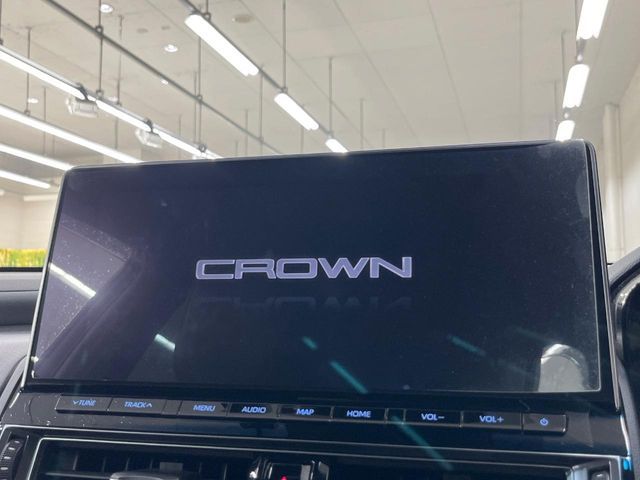 CROWN
∨TUNE TRACK∧ MENU AUDIO MAP HOME VOL− VOL+